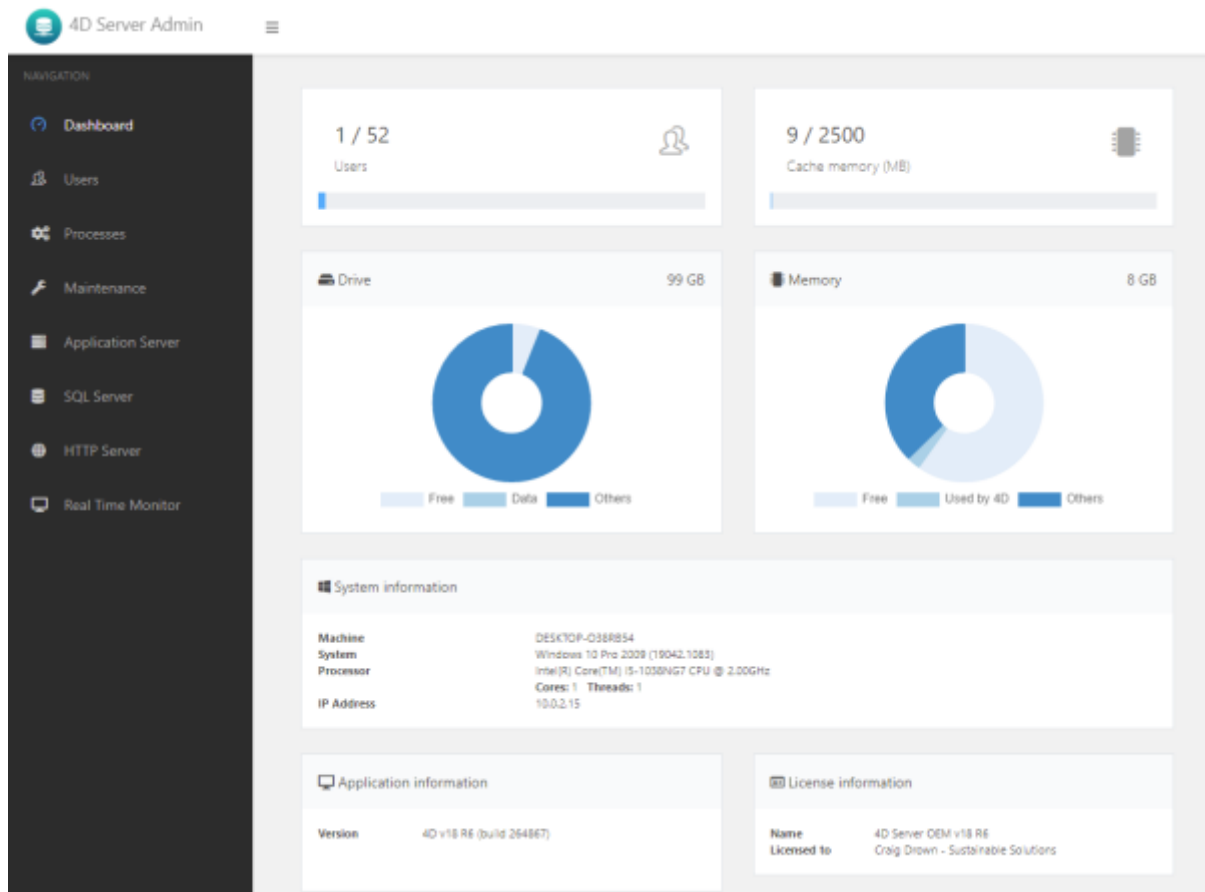 4D Server Admin
NAVIGATION
Dashboard
Users
Processes
Maintenance
Application Server
SQL Server
HTTP Server
Real Time Monitor
1 / 52
Users
9 / 2500
Cache memory (MB)
Drive 99 GB
Free Data Others
Memory 8 GB
Free Used by 4D Others
System information
Machine DESKTOP-O38RB54
System Windows 10 Pro 2009 (19042.1083)
Processor Intel(R) Core(TM) i5-1038NG7 CPU @ 2.00GHz
Cores: 1 Threads: 1
IP Address 10.0.2.15
Application information
Version 4D v18 R6 (build 264867)
License information
Name 4D Server OEM v18 R6
Licensed to Craig Drown - Sustainable Solutions